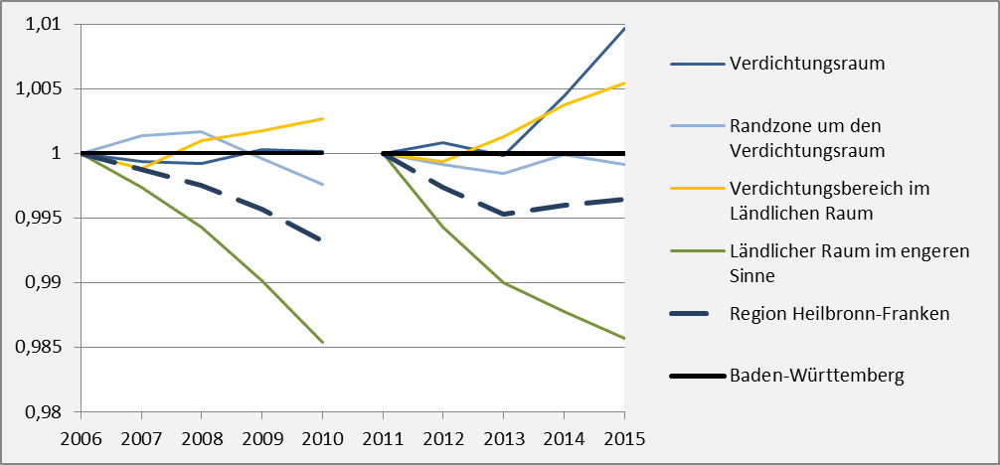 1,01
1,005
1
0,995
0,99
0,985
0,98
2006 2007 2008 2009 2010 2011 2012 2013 2014 2015
Verdichtungsraum
Randzone um den
Verdichtungsraum
Verdichtungsbereich im
Ländlichen Raum
Ländlicher Raum im engeren
Sinne
Region Heilbronn-Franken
Baden-Württemberg